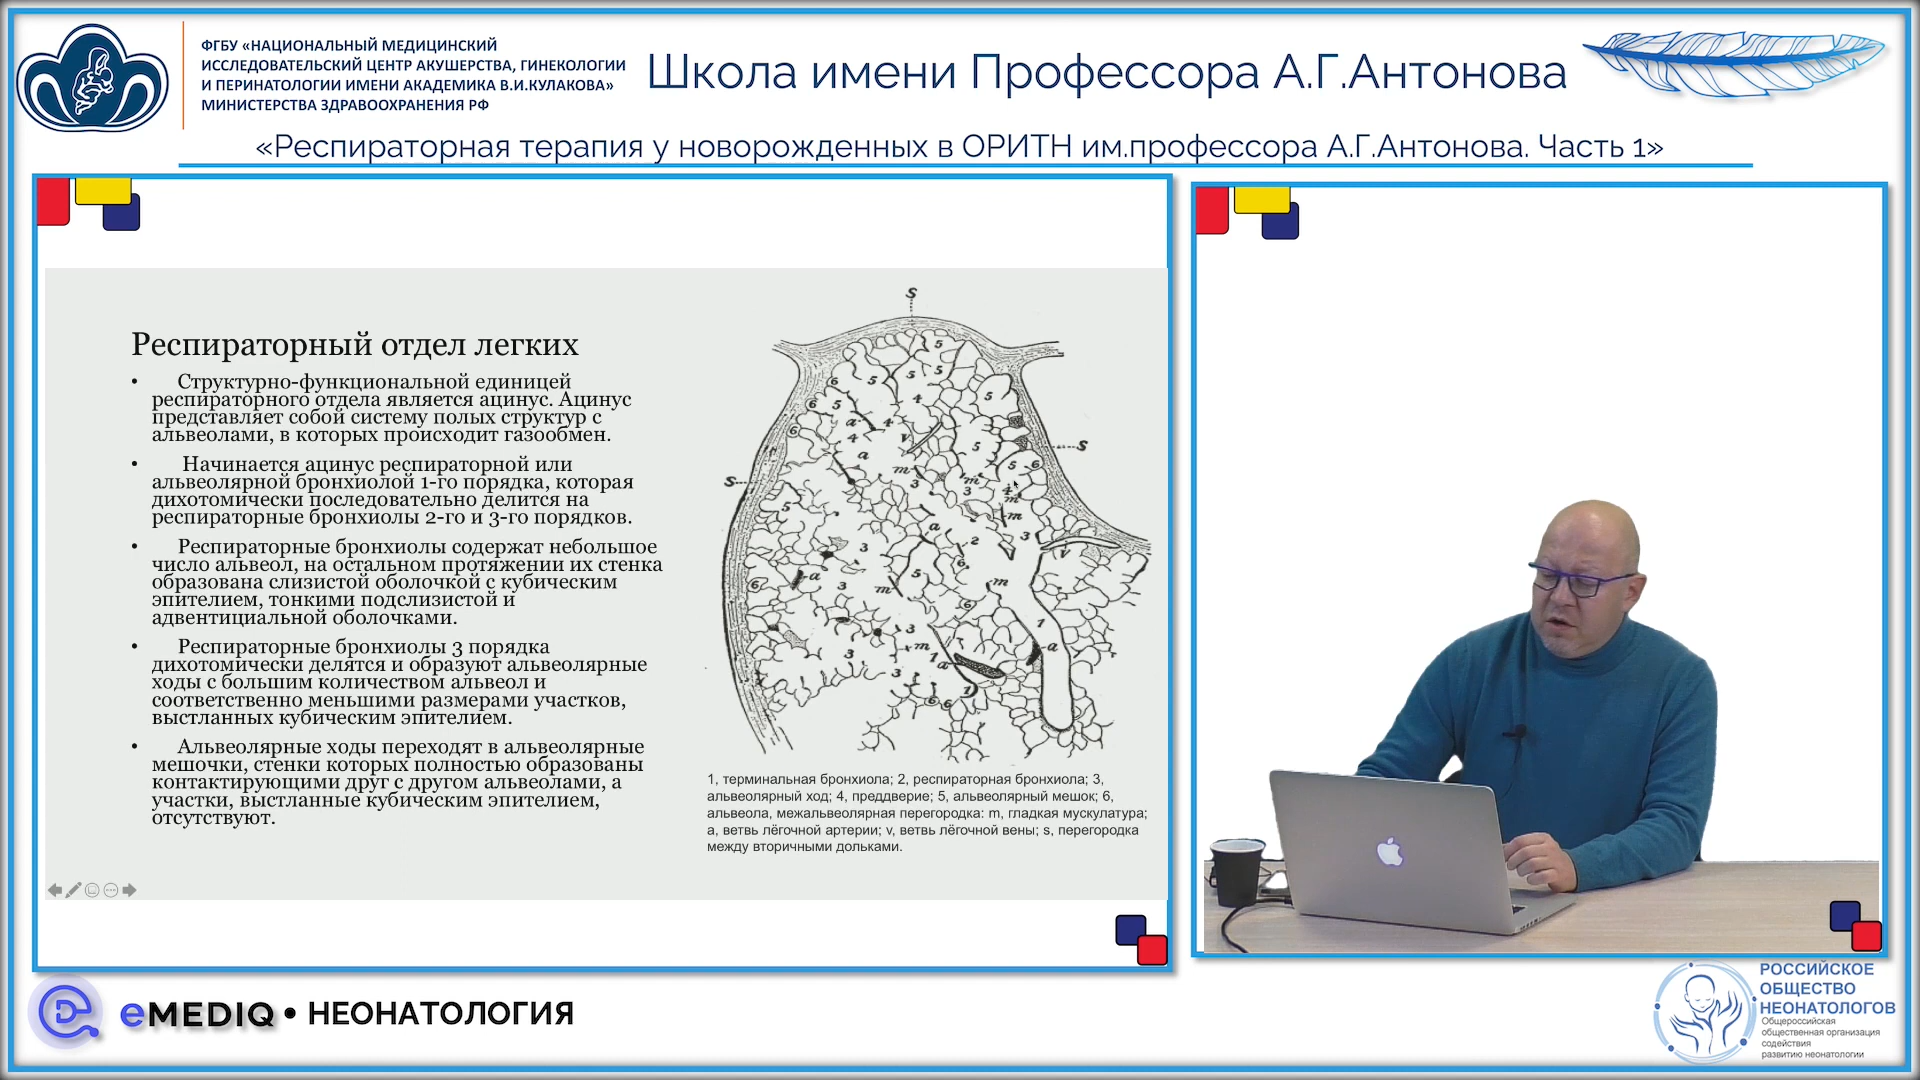 ФГБУ «НАЦИОНАЛЬНЫЙ МЕДИЦИНСКИЙ
ИССЛЕДОВАТЕЛЬСКИЙ ЦЕНТР АКУШЕРСТВА, ГИНЕКОЛОГИИ
И ПЕРИНАТОЛОГИИ ИМЕНИ АКАДЕМИКА В.И.КУЛАКОВА»
МИНИСТЕРСТВА ЗДРАВООХРАНЕНИЯ РФ
Школа имени Профессора А.Г.Антонова
«Респираторная терапия у новорожденных в ОРИТН им.профессора А.Г.Антонова. Часть 1»
Респираторный отдел легких
• Структурно-функциональной единицей
респираторного отдела является ацинус. Ацинус
представляет собой систему полых структур с
альвеолами, в которых происходит газообмен.
• Начинается ацинус респираторной или
альвеолярной бронхиолой 1-го порядка, которая
дихотомически последовательно делится на
респираторные бронхиолы 2-го и 3-го порядков.
• Респираторные бронхиолы содержат небольшое
число альвеол, на остальном протяжении их стенка
образована слизистой оболочкой с кубическим
эпителием, тонкими подслизистой и
адвентициальной оболочками.
• Респираторные бронхиолы 3 порядка
дихотомически делятся и образуют альвеолярные
ходы с большим количеством альвеол и
соответственно меньшими размерами участков,
выстланных кубическим эпителием.
• Альвеолярные ходы переходят в альвеолярные
мешочки, стенки которых полностью образованы
контактирующими друг с другом альвеолами, а
участки, выстланные кубическим эпителием,
отсутствуют.
1, терминальная бронхиола; 2, респираторная бронхиола; 3,
альвеолярный ход; 4, преддверие; 5, альвеолярный мешок; 6,
альвеола, межальвеолярная перегородка: m, гладкая мускулатура;
a, ветвь лёгочной артерии; v, ветвь лёгочной вены; s, перегородка
между вторичными дольками.
eMEDIQ • НЕОНАТОЛОГИЯ
РОССИЙСКОЕ
ОБЩЕСТВО
НЕОНАТОЛОГОВ
Общероссийская
общественная организация
содействия
развитию неонатологии